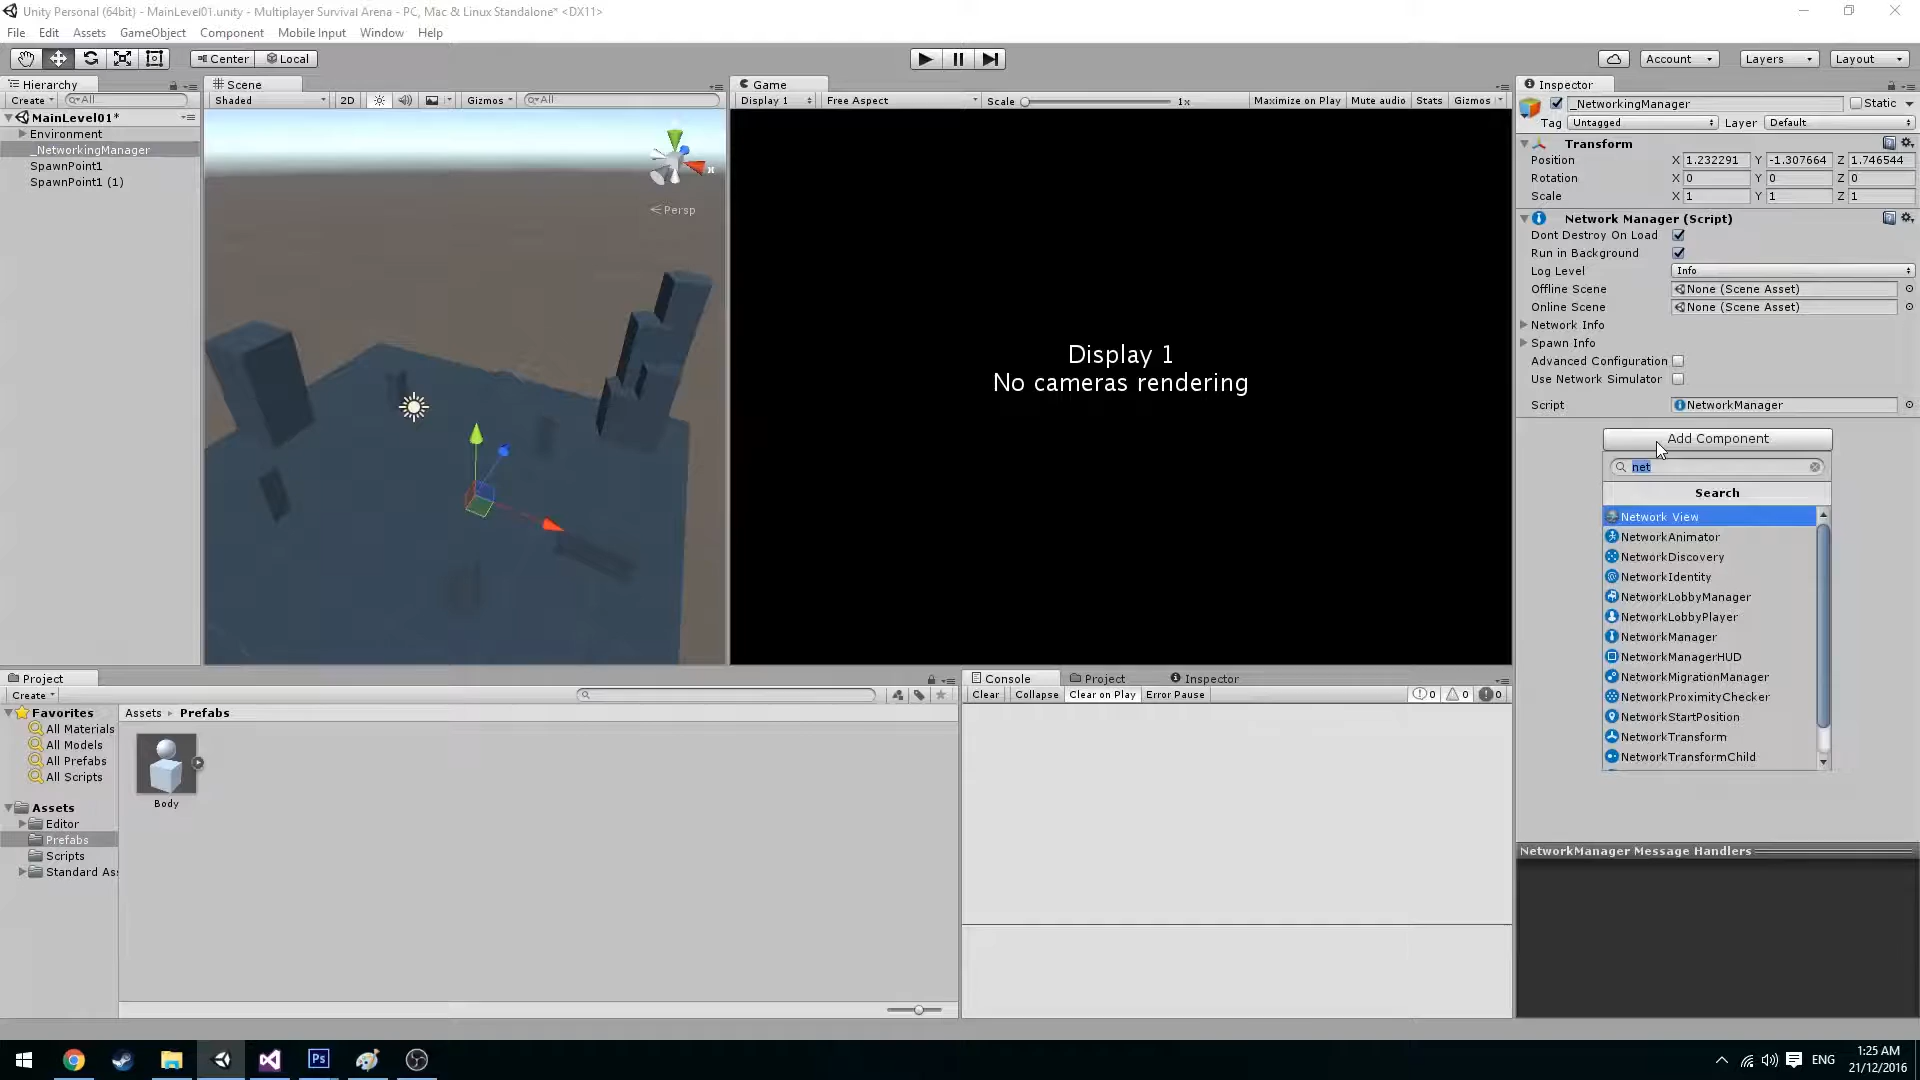 Unity Personal (64bit) - MainLevel01.unity - Multiplayer Survival Arena - PC, Mac & Linux Standalone* <DX11>
File Edit Assets GameObject Component Mobile Input Window Help
Center Local
Account Layers Layout
Hierarchy
Create All
MainLevel01*
Environment
_NetworkingManager
SpawnPoint1
SpawnPoint1 (1)
Scene
Shaded 2D Gizmos All
Persp
Game
Display 1 Free Aspect Scale 1x Maximize on Play Mute audio Stats Gizmos
Display 1
No cameras rendering
Inspector
_NetworkingManager Static
Tag Untagged Layer Default
Transform
Position X 1.232291 Y -1.307664 Z 1.746544
Rotation X 0 Y 0 Z 0
Scale X 1 Y 1 Z 1
Network Manager (Script)
Dont Destroy On Load
Run in Background
Log Level Info
Offline Scene None (Scene Asset)
Online Scene None (Scene Asset)
Network Info
Spawn Info
Advanced Configuration
Use Network Simulator
Script NetworkManager
Add Component
net
Search
Network View
NetworkAnimator
NetworkDiscovery
NetworkIdentity
NetworkLobbyManager
NetworkLobbyPlayer
NetworkManager
NetworkManagerHUD
NetworkMigrationManager
NetworkProximityChecker
NetworkStartPosition
NetworkTransform
NetworkTransformChild
NetworkManager Message Handlers
Project
Create
Favorites
All Materials
All Models
All Prefabs
All Scripts
Assets
Editor
Prefabs
Scripts
Standard Ass
Assets Prefabs
Body
Console Project Inspector
Clear Collapse Clear on Play Error Pause 0 0 0
ENG
1:25 AM
21/12/2016